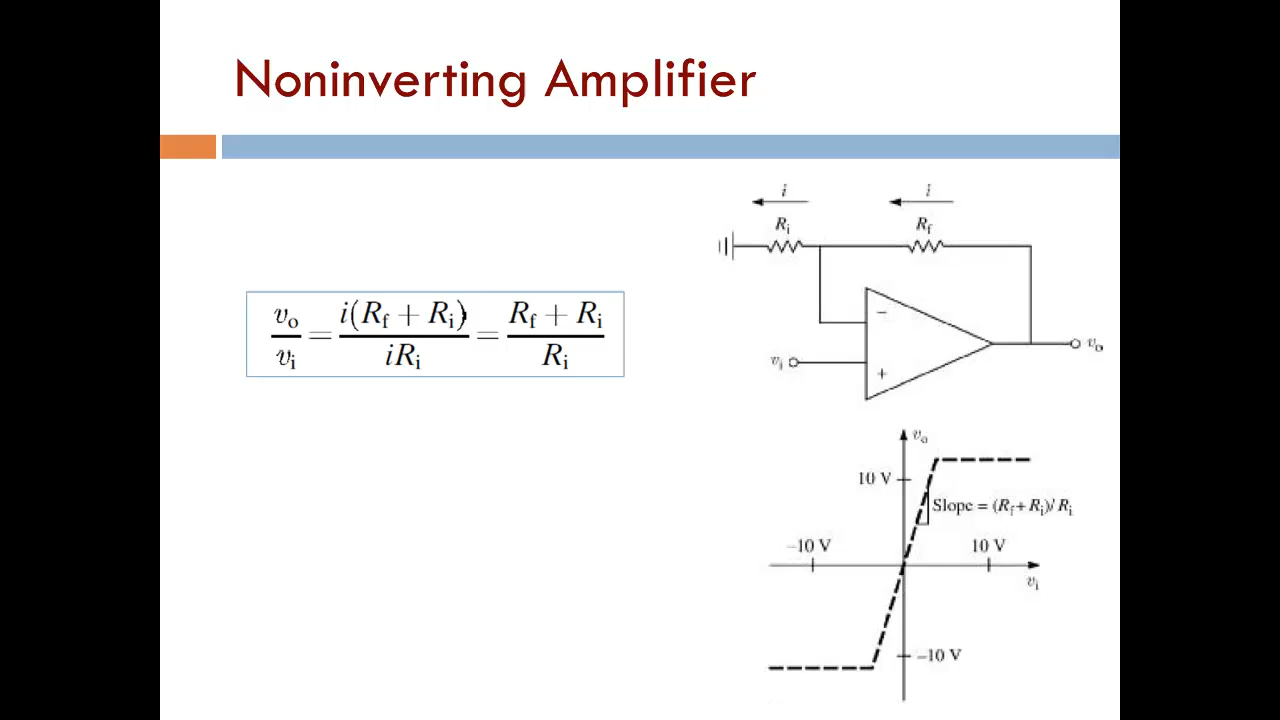 Noninverting Amplifier
i i
Ri Rf
vo/vi = i(Rf + Ri)/iRi = (Rf + Ri)/Ri
−
vo
vi
+
vo
10 V
Slope = (Rf + Ri)/Ri
–10 V 10 V
vi
–10 V